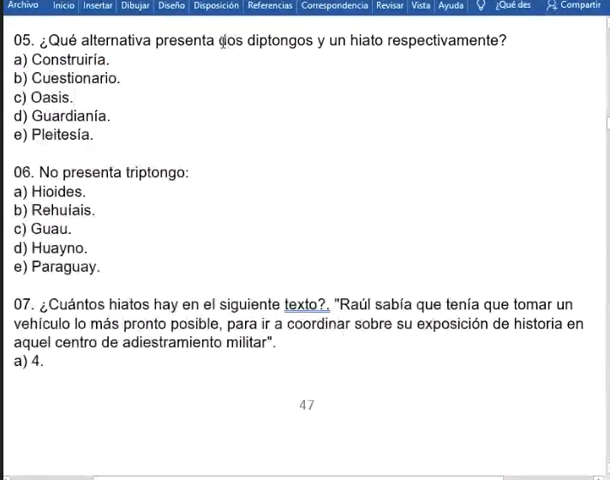 Archivo Inicio Insertar Dibujar Diseño Disposición Referencias Correspondencia Revisar Vista Ayuda ¿Qué des Compartir
05. ¿Qué alternativa presenta dos diptongos y un hiato respectivamente?
a) Construiría.
b) Cuestionario.
c) Oasis.
d) Guardianía.
e) Pleitesía.
06. No presenta triptongo:
a) Hioides.
b) Rehuíais.
c) Guau.
d) Huayno.
e) Paraguay.
07. ¿Cuántos hiatos hay en el siguiente texto?. "Raúl sabía que tenía que tomar un
vehículo lo más pronto posible, para ir a coordinar sobre su exposición de historia en
aquel centro de adiestramiento militar".
a) 4.
47